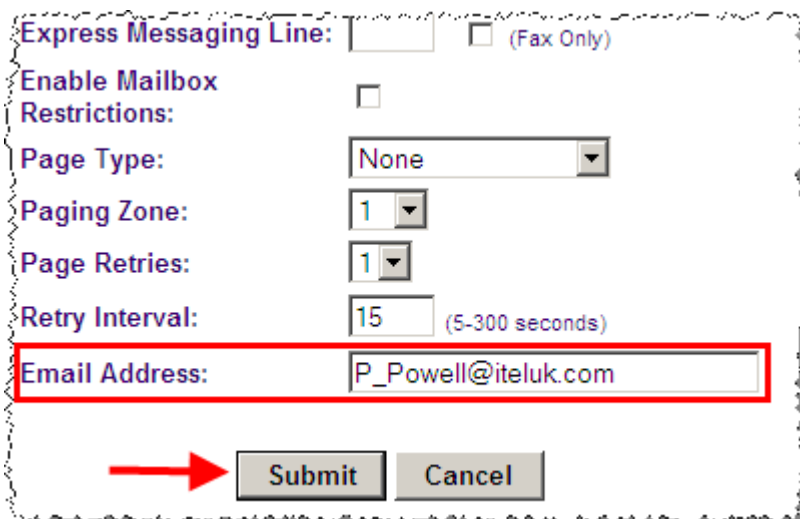 Express Messaging Line: (Fax Only)
Enable Mailbox
Restrictions:
Page Type: None
Paging Zone: 1
Page Retries: 1
Retry Interval: 15 (5-300 seconds)
Email Address: P_Powell@iteluk.com
Submit Cancel